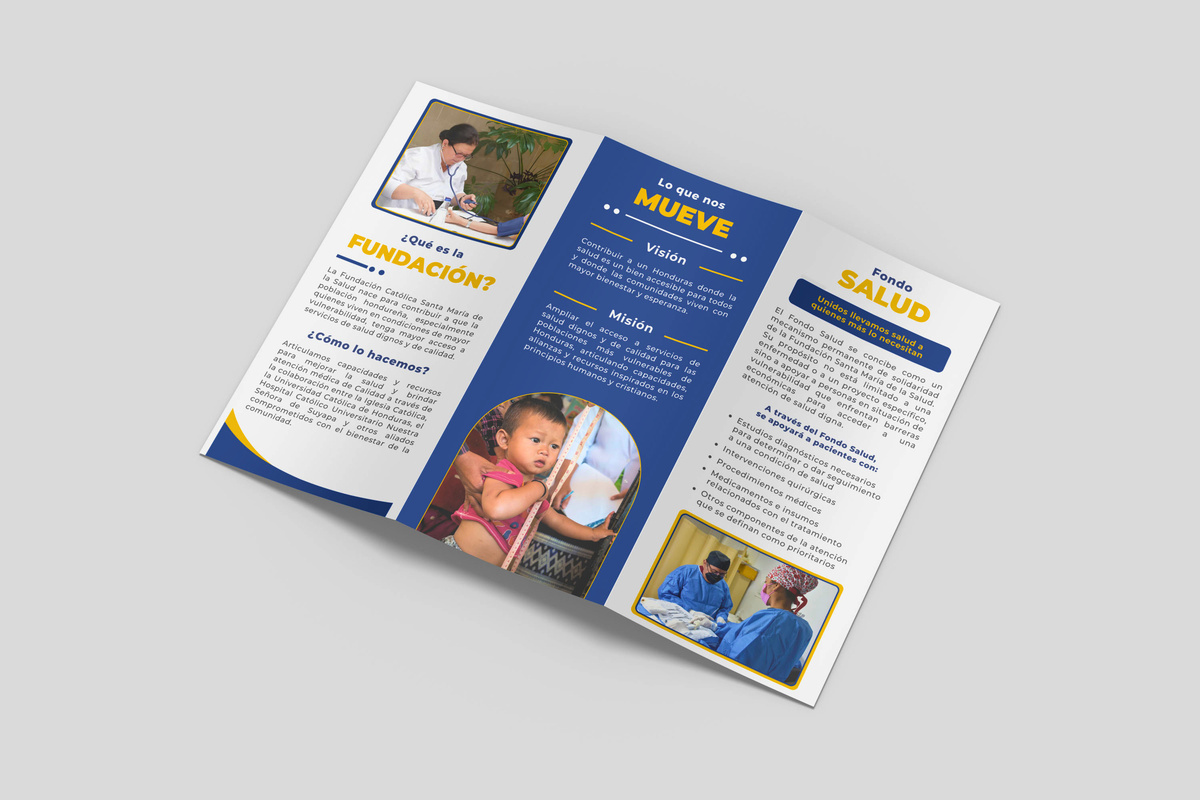 ¿Qué es la
FUNDACIÓN?
La Fundación Católica Santa María de
la Salud nace para contribuir a que la
población hondureña, especialmente
quienes viven en condiciones de mayor
vulnerabilidad, tenga mayor acceso a
servicios de salud dignos y de calidad.
¿Cómo lo hacemos?
Articulamos capacidades y recursos
para mejorar la salud y brindar
atención médica de Calidad a través de
la colaboración entre la Iglesia Católica,
la Universidad Católica de Honduras, el
Hospital Católico Universitario Nuestra
Señora de Suyapa y otros aliados
comprometidos con el bienestar de la
comunidad.
Lo que nos
MUEVE
Visión
Contribuir a un Honduras donde la
salud es un bien accesible para todos
y donde las comunidades viven con
mayor bienestar y esperanza.
Misión
Ampliar el acceso a servicios de
salud dignos y de calidad para las
poblaciones más vulnerables de
Honduras, articulando capacidades,
alianzas y recursos inspirados en los
principios humanos y cristianos.
Fondo
SALUD
Unidos llevamos salud a
quienes más lo necesitan
El Fondo Salud se concibe como un
mecanismo permanente de solidaridad
de la Fundación Santa María de la Salud.
Su propósito no está limitado a una
enfermedad o a un proyecto específico,
sino a apoyar a personas en situación de
vulnerabilidad que enfrentan barreras
económicas para acceder a una
atención de salud digna.
A través del Fondo Salud,
se apoyará a pacientes con:
• Estudios diagnósticos necesarios
para determinar o dar seguimiento
a una condición de salud
• Intervenciones quirúrgicas
• Procedimientos médicos
• Medicamentos e insumos
relacionados con el tratamiento
• Otros componentes de la atención
que se definan como prioritarios